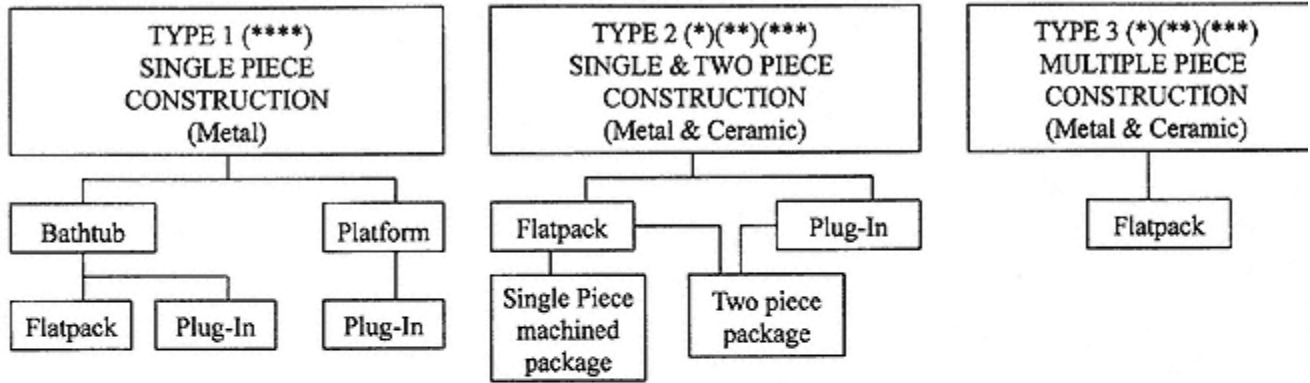 TYPE 1 (****)
SINGLE PIECE
CONSTRUCTION
(Metal)
Bathtub
Platform
Flatpack
Plug-In
Plug-In
TYPE 2 (*)(**)(***)
SINGLE & TWO PIECE
CONSTRUCTION
(Metal & Ceramic)
Flatpack
Plug-In
Single Piece
machined
package
Two piece
package
TYPE 3 (*)(**)(***)
MULTIPLE PIECE
CONSTRUCTION
(Metal & Ceramic)
Flatpack